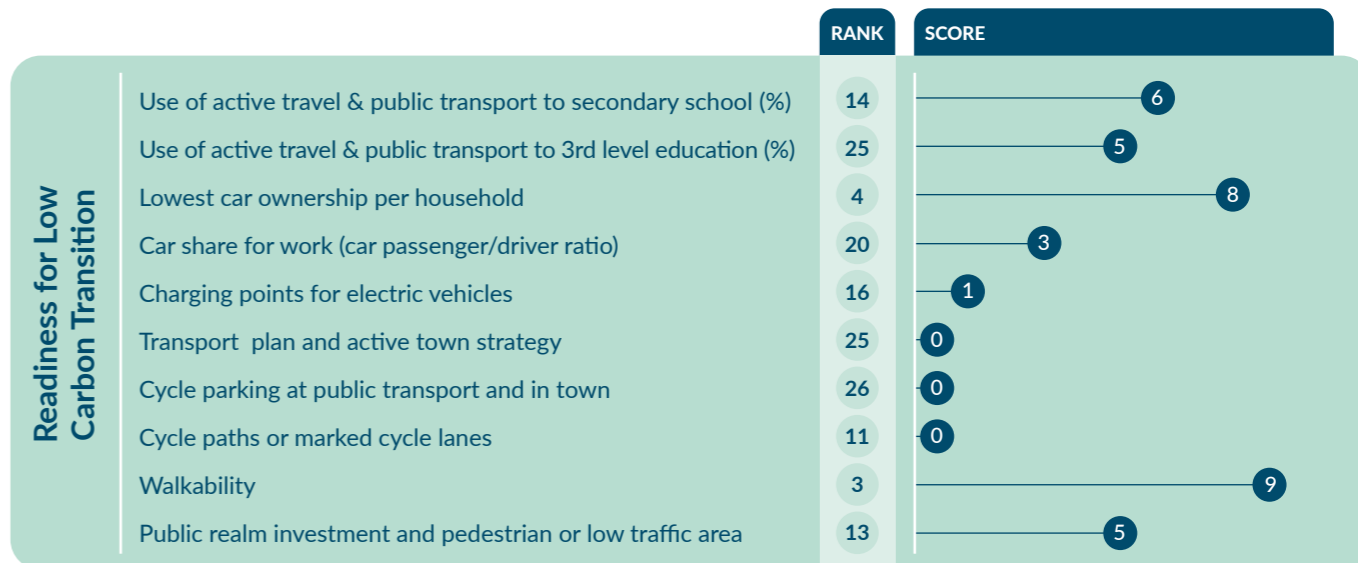 RANK SCORE
Readiness for Low
Carbon Transition
Use of active travel & public transport to secondary school (%) 14 6
Use of active travel & public transport to 3rd level education (%) 25 5
Lowest car ownership per household 4 8
Car share for work (car passenger/driver ratio) 20 3
Charging points for electric vehicles 16 1
Transport plan and active town strategy 25 0
Cycle parking at public transport and in town 26 0
Cycle paths or marked cycle lanes 11 0
Walkability 3 9
Public realm investment and pedestrian or low traffic area 13 5